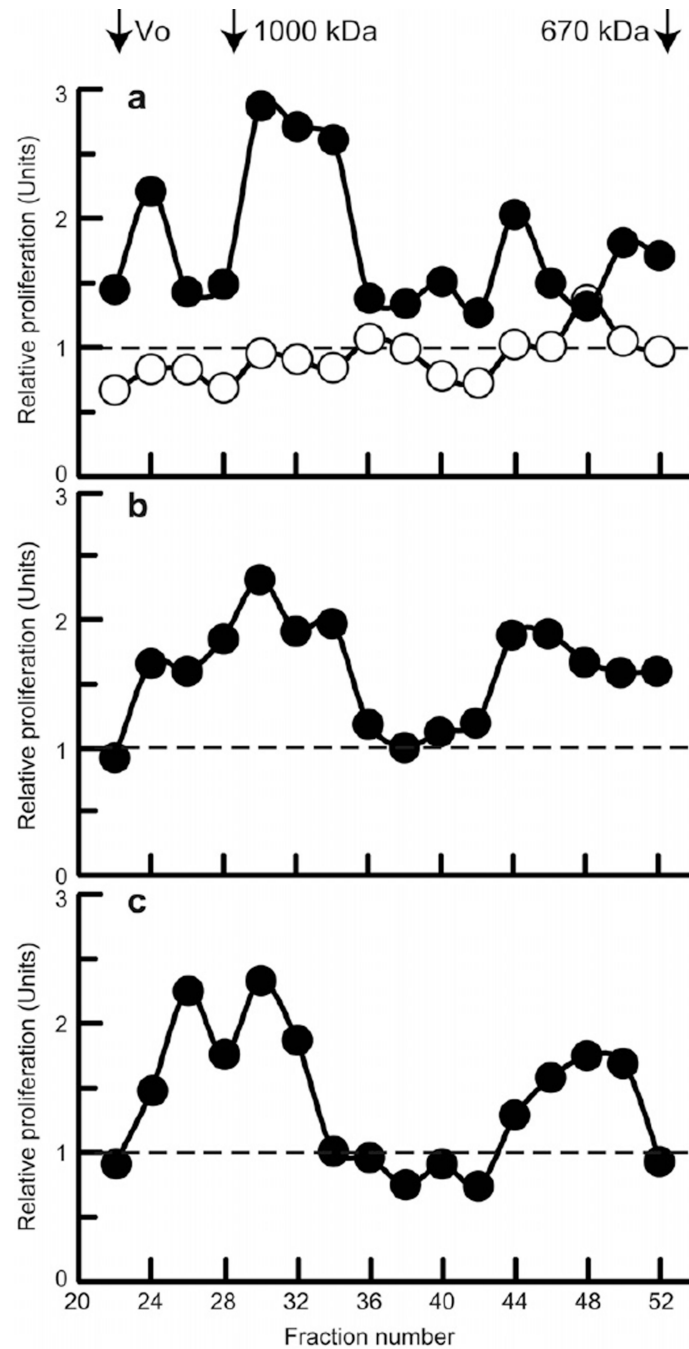 Vo 1000 kDa 670 kDa
a
3
2
1
0
Relative proliferation (Units)
b
3
2
1
0
Relative proliferation (Units)
c
3
2
1
0
Relative proliferation (Units)
20 24 28 32 36 40 44 48 52
Fraction number